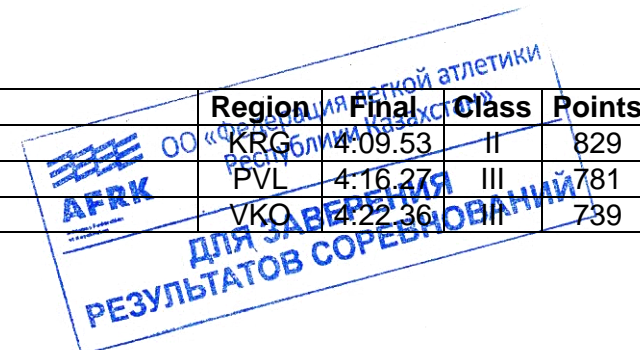 Region Final Class Points
KRG 4:09.53 II 829
PVL 4:16.27 III 781
VKO 4:22.36 III 739
ОО «Федерация легкой атлетики
Республики Казахстан»
AFRK
ДЛЯ ЗАВЕРЕНИЯ
РЕЗУЛЬТАТОВ СОРЕВНОВАНИЙ